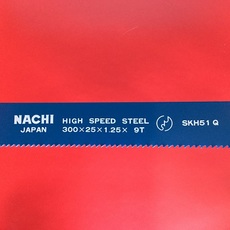 NACHI HIGH SPEED STEEL SKH51 Q
JAPAN 300×25×1.25× 9T